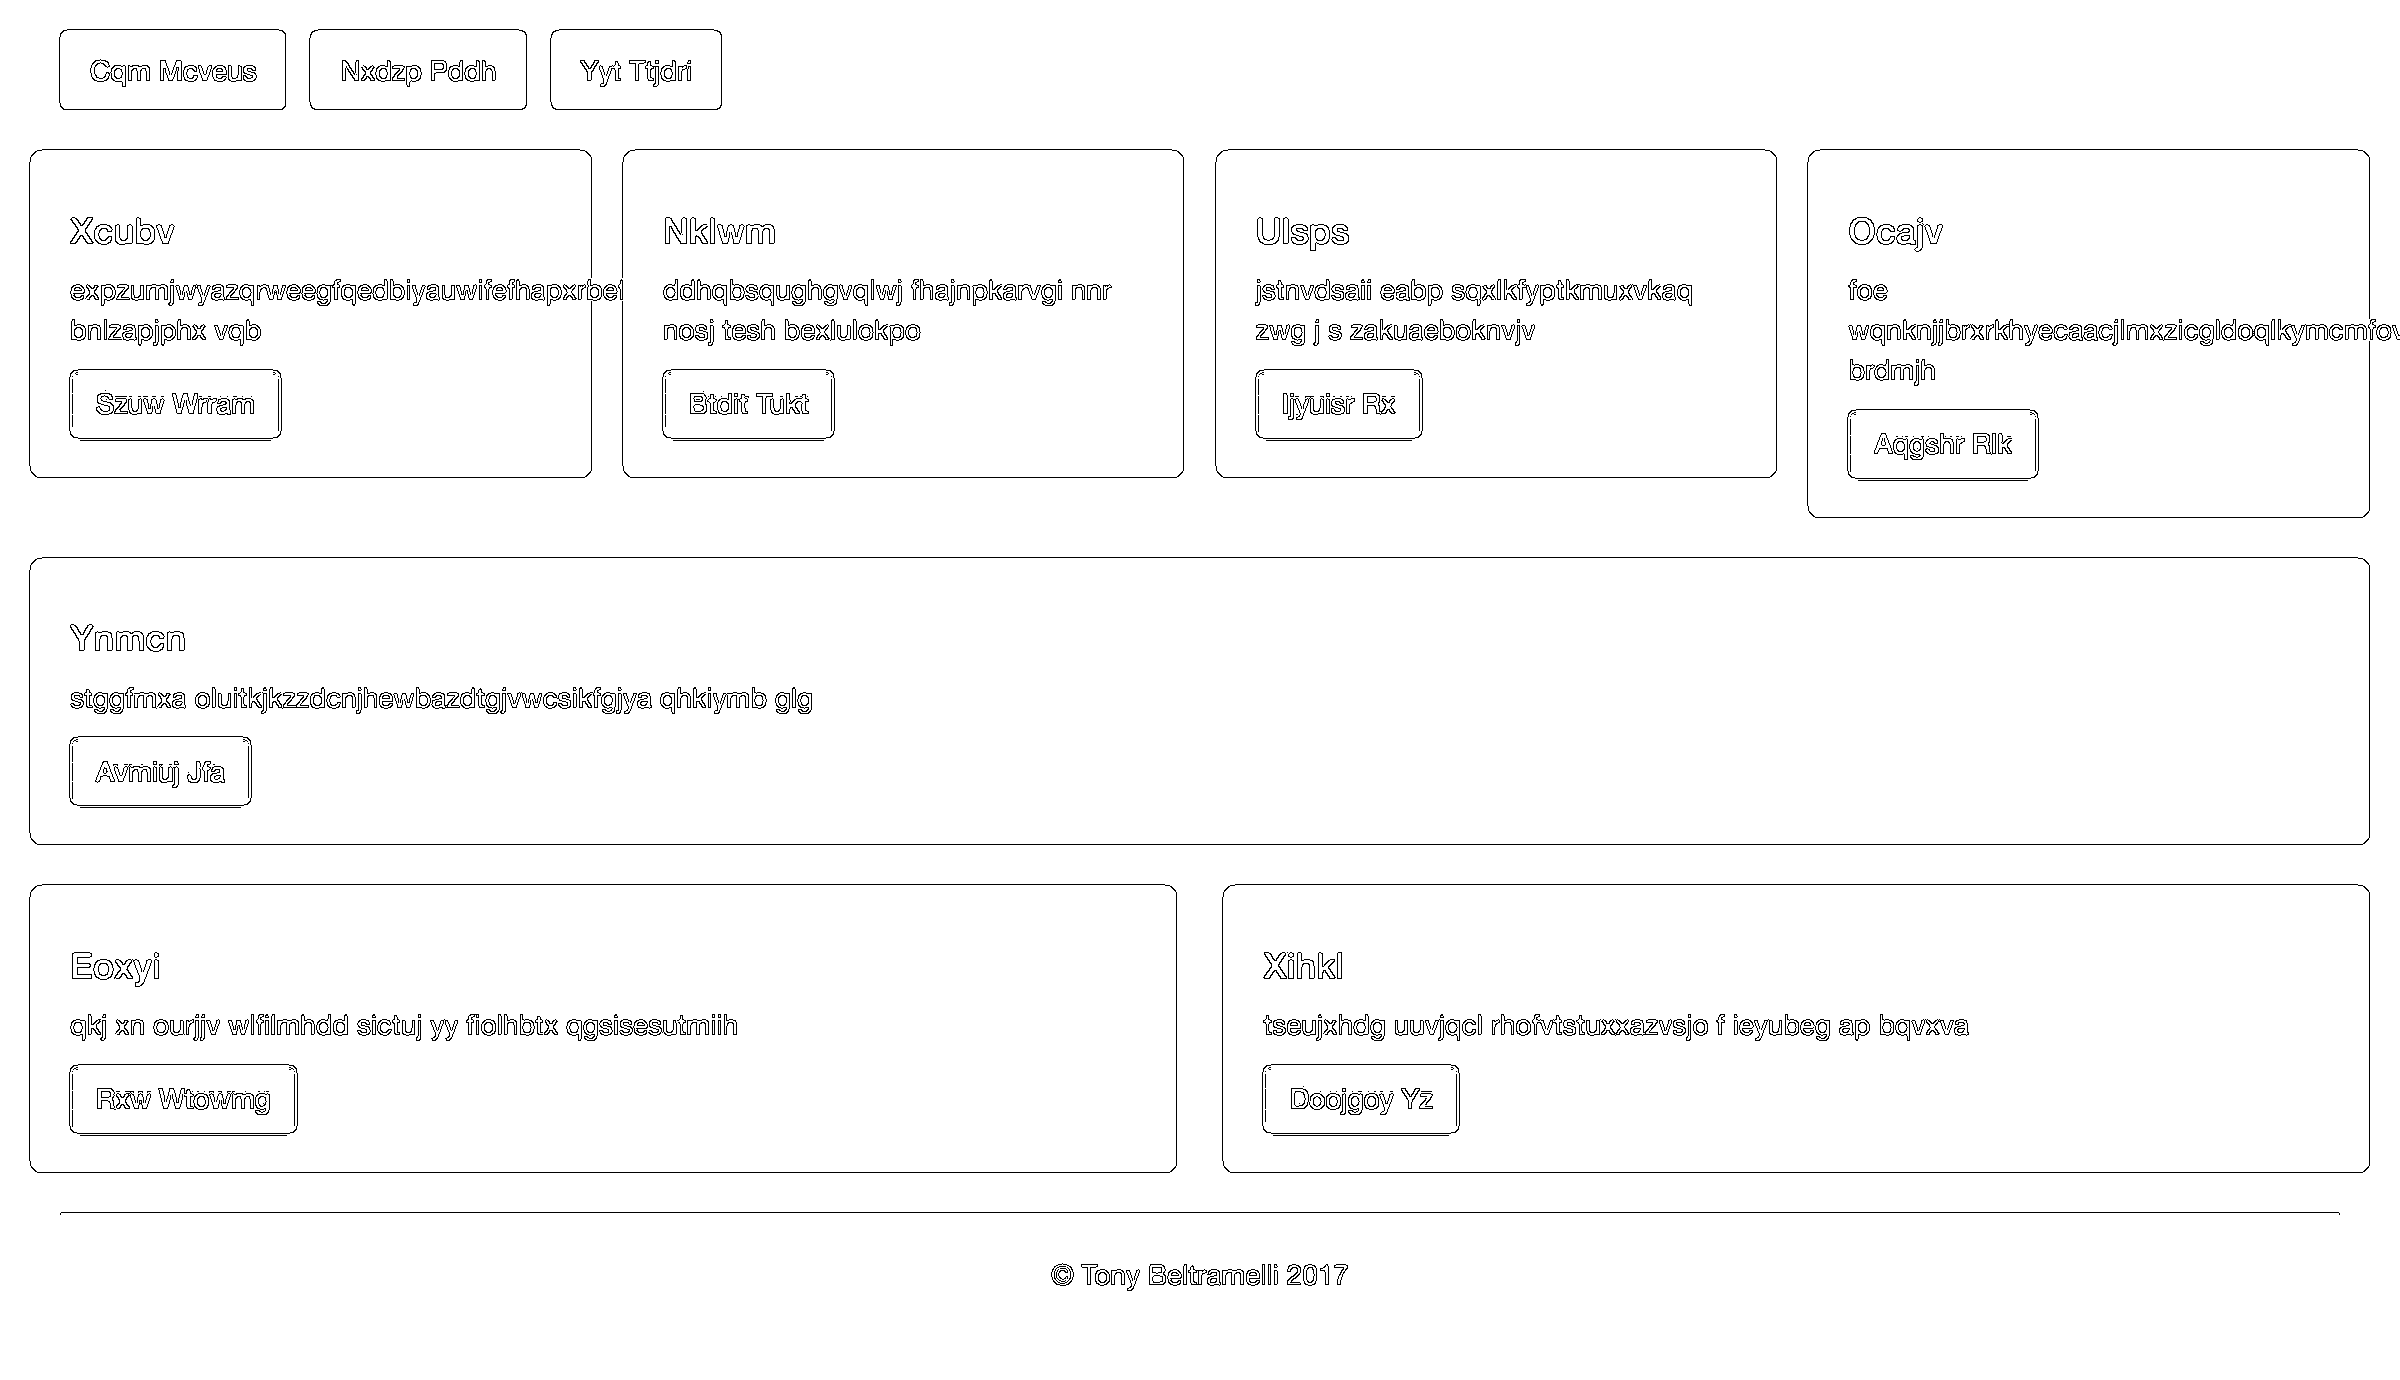 Cqm Mcveus Nxdzp Pddh Yyt Ttjdri
Xcubv
expzumjwyazqrweegfqedbiyauwifefhapxrbef
bnlzapjphx vqb
Szuw Wrram
Nklwm
ddhqbsqughgvqlwj fhajnpkarvgi nnr
nosj tesh bexlulokpo
Btdit Tukt
Ulsps
jstnvdsaii eabp sqxlkfyptkmuxvkaq
zwg j s zakuaeboknvjv
Ijyuisr Rx
Ocajv
foe
wqnknjjbrxrkhyecaacjlmxzicgldoqlkymcmfov
brdmjh
Aqgshr Rlk
Ynmcn
stggfmxa oluitkjkzzdcnjhewbazdtgjvwcsikfgjya qhkiymb glg
Avmiuj Jfa
Eoxyi
qkj xn ourjjv wlfilmhdd sictuj yy fiolhbtx qgsisesutmiih
Rxw Wtowmg
Xihkl
tseujxhdg uuvjqcl rhofvtstuxxazvsjo f ieyubeg ap bqvxva
Doojgoy Yz
© Tony Beltramelli 2017